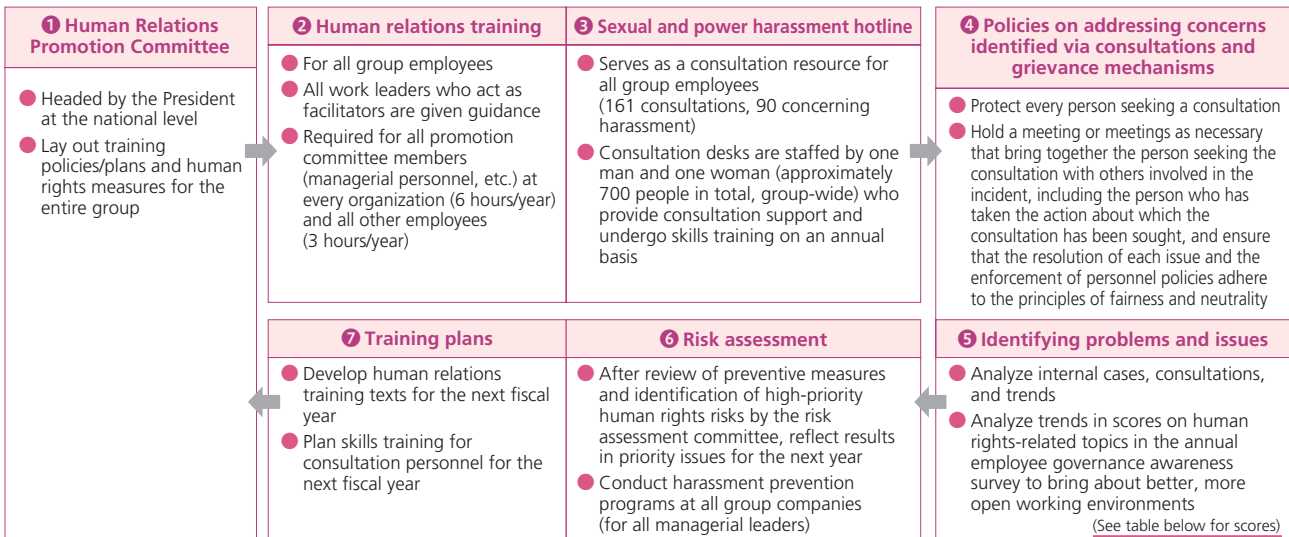 ❶ Human Relations
Promotion Committee
● Headed by the President
at the national level
● Lay out training
policies/plans and human
rights measures for the
entire group
❷ Human relations training
● For all group employees
● All work leaders who act as
facilitators are given guidance
● Required for all promotion
committee members
(managerial personnel, etc.) at
every organization (6 hours/year)
and all other employees
(3 hours/year)
❸ Sexual and power harassment hotline
● Serves as a consultation resource for
all group employees
(161 consultations, 90 concerning
harassment)
● Consultation desks are staffed by one
man and one woman (approximately
700 people in total, group-wide) who
provide consultation support and
undergo skills training on an annual
basis
❹ Policies on addressing concerns
identified via consultations and
grievance mechanisms
● Protect every person seeking a consultation
● Hold a meeting or meetings as necessary
that bring together the person seeking the
consultation with others involved in the
incident, including the person who has
taken the action about which the
consultation has been sought, and ensure
that the resolution of each issue and the
enforcement of personnel policies adhere
to the principles of fairness and neutrality
❺ Identifying problems and issues
● Analyze internal cases, consultations,
and trends
● Analyze trends in scores on human
rights-related topics in the annual
employee governance awareness
survey to bring about better, more
open working environments
(See table below for scores)
❻ Risk assessment
● After review of preventive measures
and identification of high-priority
human rights risks by the risk
assessment committee, reflect results
in priority issues for the next year
● Conduct harassment prevention
programs at all group companies
(for all managerial leaders)
❼ Training plans
● Develop human relations
training texts for the next fiscal
year
● Plan skills training for
consultation personnel for the
next fiscal year